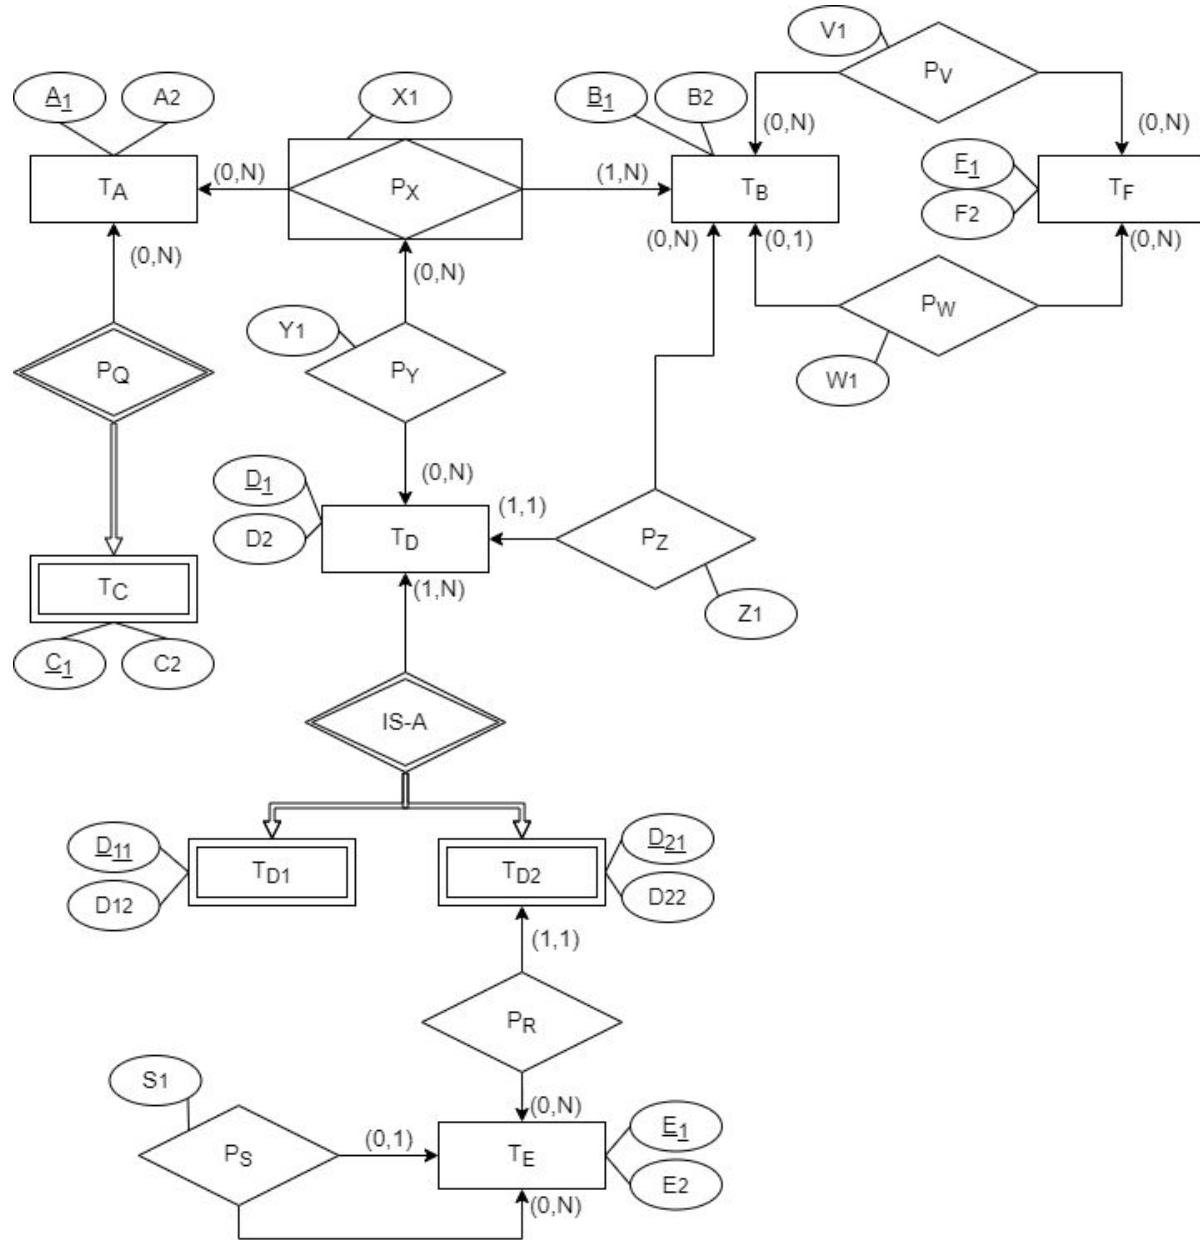 V1
PV
A1
A2
X1
B1
B2
(0,N)
(0,N)
TA
(0,N)
PX
(1,N)
TB
F1
F2
TF
(0,N)
(0,N)
(0,N)
(0,1)
(0,N)
Y1
PW
PQ
PY
W1
D1
D2
(0,N)
(1,1)
TD
PZ
TC
(1,N)
Z1
C1
C2
IS-A
D11
D12
TD1
TD2
D21
D22
(1,1)
PR
S1
(0,N)
E1
PS
(0,1)
TE
E2
(0,N)